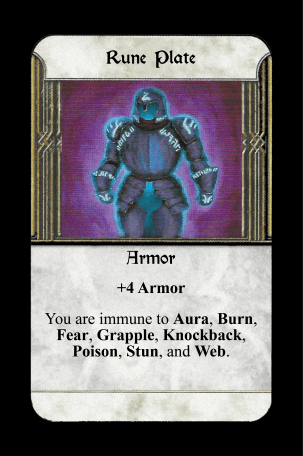 Rune Plate
Armor
+4 Armor
You are immune to Aura, Burn,
Fear, Grapple, Knockback,
Poison, Stun, and Web.